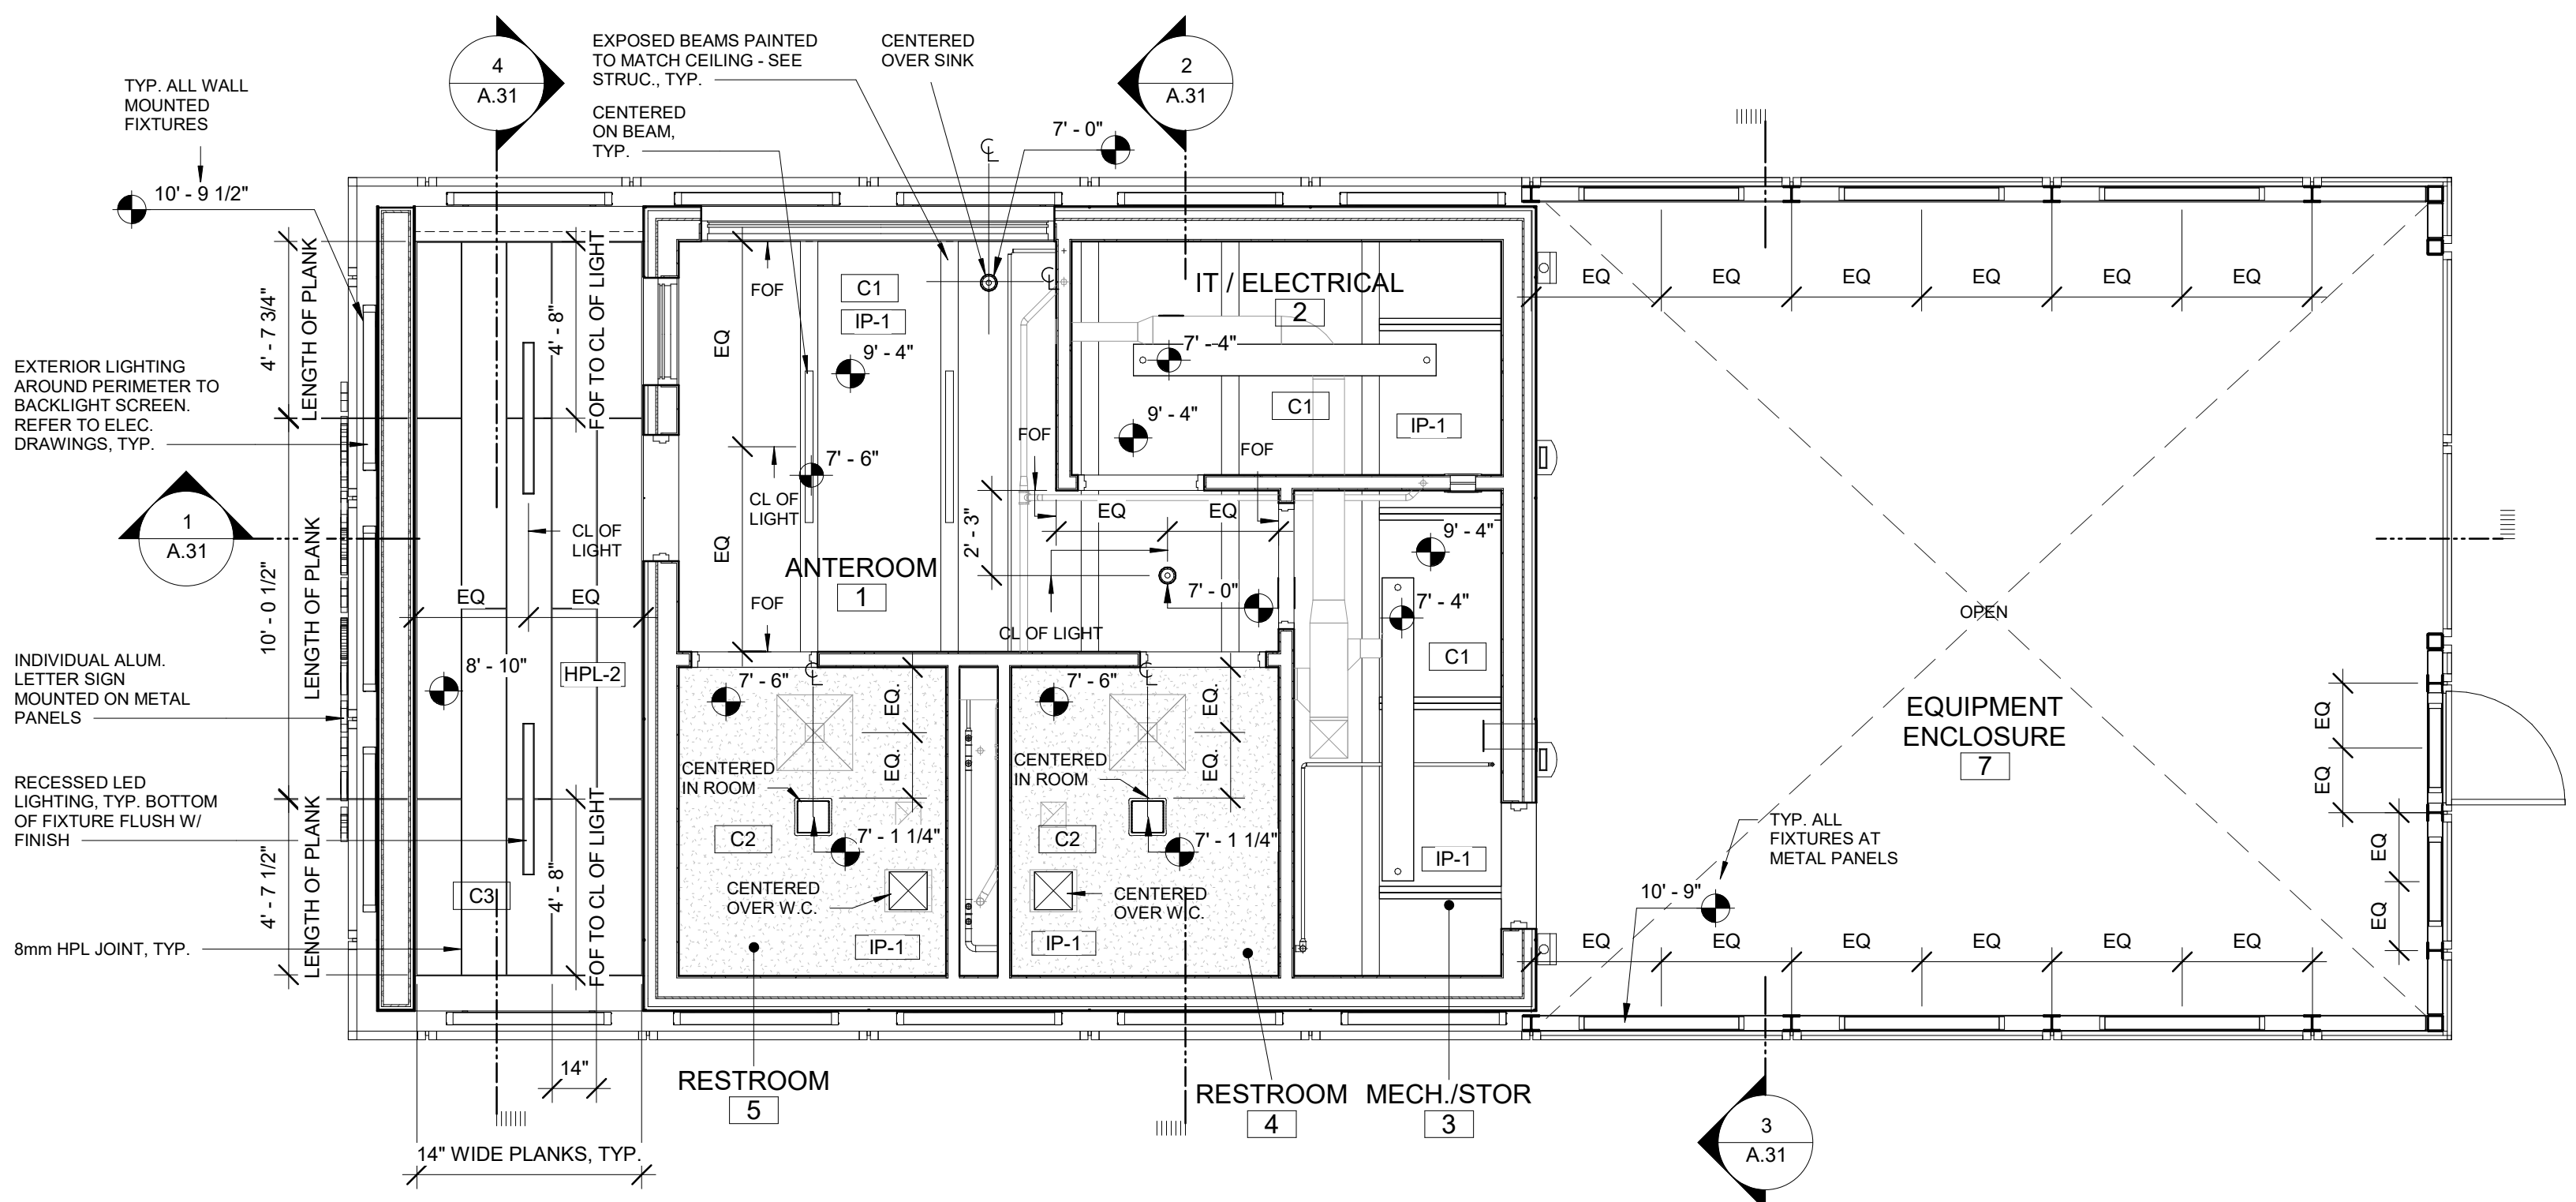 4
A.31
EXPOSED BEAMS PAINTED
TO MATCH CEILING - SEE
STRUC., TYP.
CENTERED
OVER SINK
2
A.31
TYP. ALL WALL
MOUNTED
FIXTURES
CENTERED
ON BEAM,
TYP.
7' - 0"
CL
10' - 9 1/2"
LENGTH OF PLANK
4' - 7 3/4"
4' - 8"
FOF TO CL OF LIGHT
FOF
EQ
C1
IP-1
9' - 4"
CL
IT / ELECTRICAL
2
7' - 4"
9' - 4"
C1
IP-1
EQ
EQ
EQ
EQ
EQ
EQ
EXTERIOR LIGHTING
AROUND PERIMETER TO
BACKLIGHT SCREEN.
REFER TO ELEC.
DRAWINGS, TYP.
FOF
FOF
7' - 6"
CL OF
LIGHT
1
A.31
CL OF
LIGHT
LENGTH OF PLANK
10' - 0 1/2"
LENGTH OF PLANK
EQ
EQ
EQ
2' - 3"
EQ
EQ
9' - 4"
ANTEROOM
1
7' - 0"
7' - 4"
FOF
CL OF LIGHT
OPEN
INDIVIDUAL ALUM.
LETTER SIGN
MOUNTED ON METAL
PANELS
8' - 10"
HPL-2
7' - 6"
CL
EQ.
EQ.
7' - 6"
CL
EQ.
EQ.
C1
EQUIPMENT
ENCLOSURE
7
EQ
EQ
EQ
EQ
RECESSED LED
LIGHTING, TYP. BOTTOM
OF FIXTURE FLUSH W/
FINISH
CENTERED
IN ROOM
CENTERED
IN ROOM
C2
7' - 1 1/4"
C2
7' - 1 1/4"
IP-1
TYP. ALL
FIXTURES AT
METAL PANELS
4' - 7 1/2"
C3
4' - 8"
FOF TO CL OF LIGHT
CENTERED
OVER W.C.
CENTERED
OVER W.C.
10' - 9"
8mm HPL JOINT, TYP.
IP-1
IP-1
EQ
EQ
EQ
EQ
EQ
EQ
14"
RESTROOM
5
RESTROOM
4
MECH./STOR
3
14" WIDE PLANKS, TYP.
3
A.31